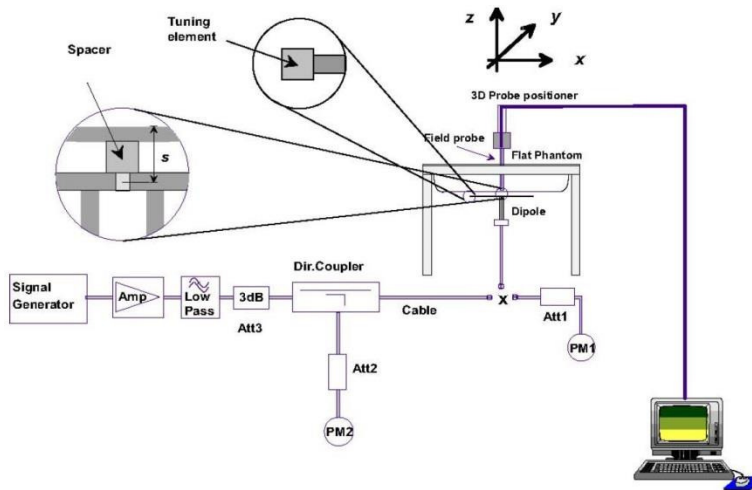 Tuning
element
z
y
x
Spacer
s
3D Probe positioner
Field probe
Flat Phantom
Dipole
Signal
Generator
Amp
Low
Pass
3dB
Att3
Dir.Coupler
Cable
x
Att1
PM1
Att2
PM2